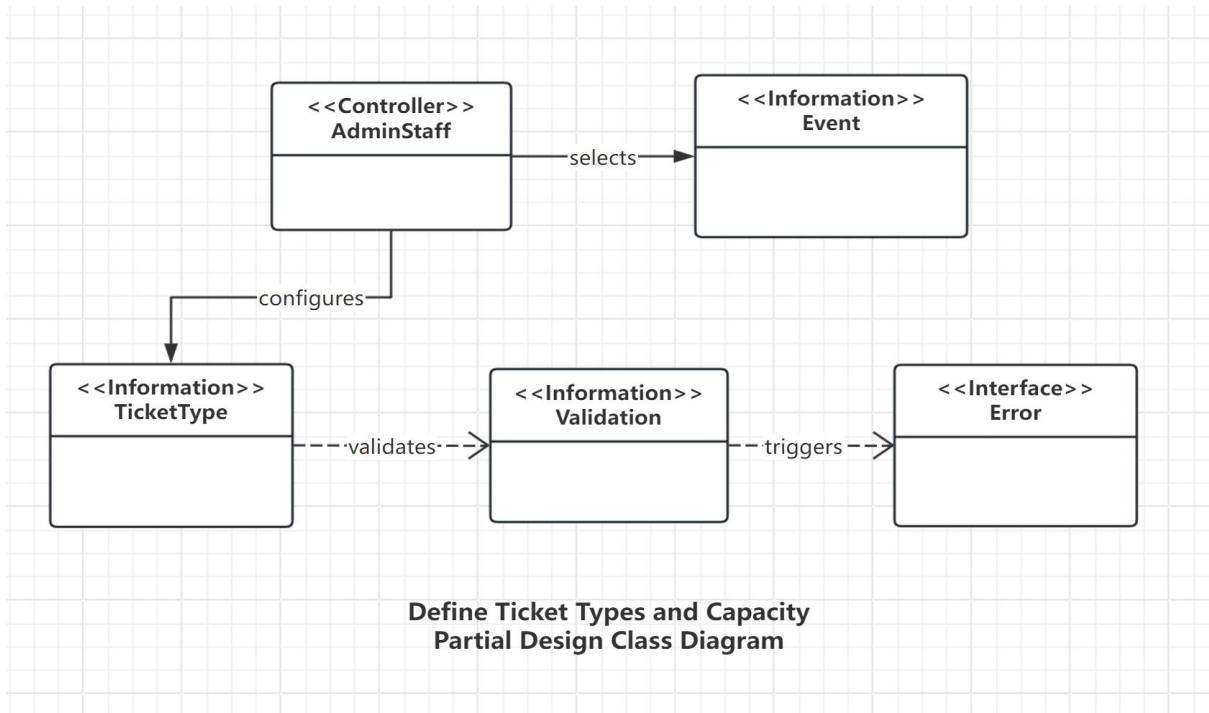 <<Controller>>
AdminStaff
<<Information>>
Event
selects
configures
<<Information>>
TicketType
<<Information>>
Validation
<<Interface>>
Error
validates
triggers
Define Ticket Types and Capacity
Partial Design Class Diagram